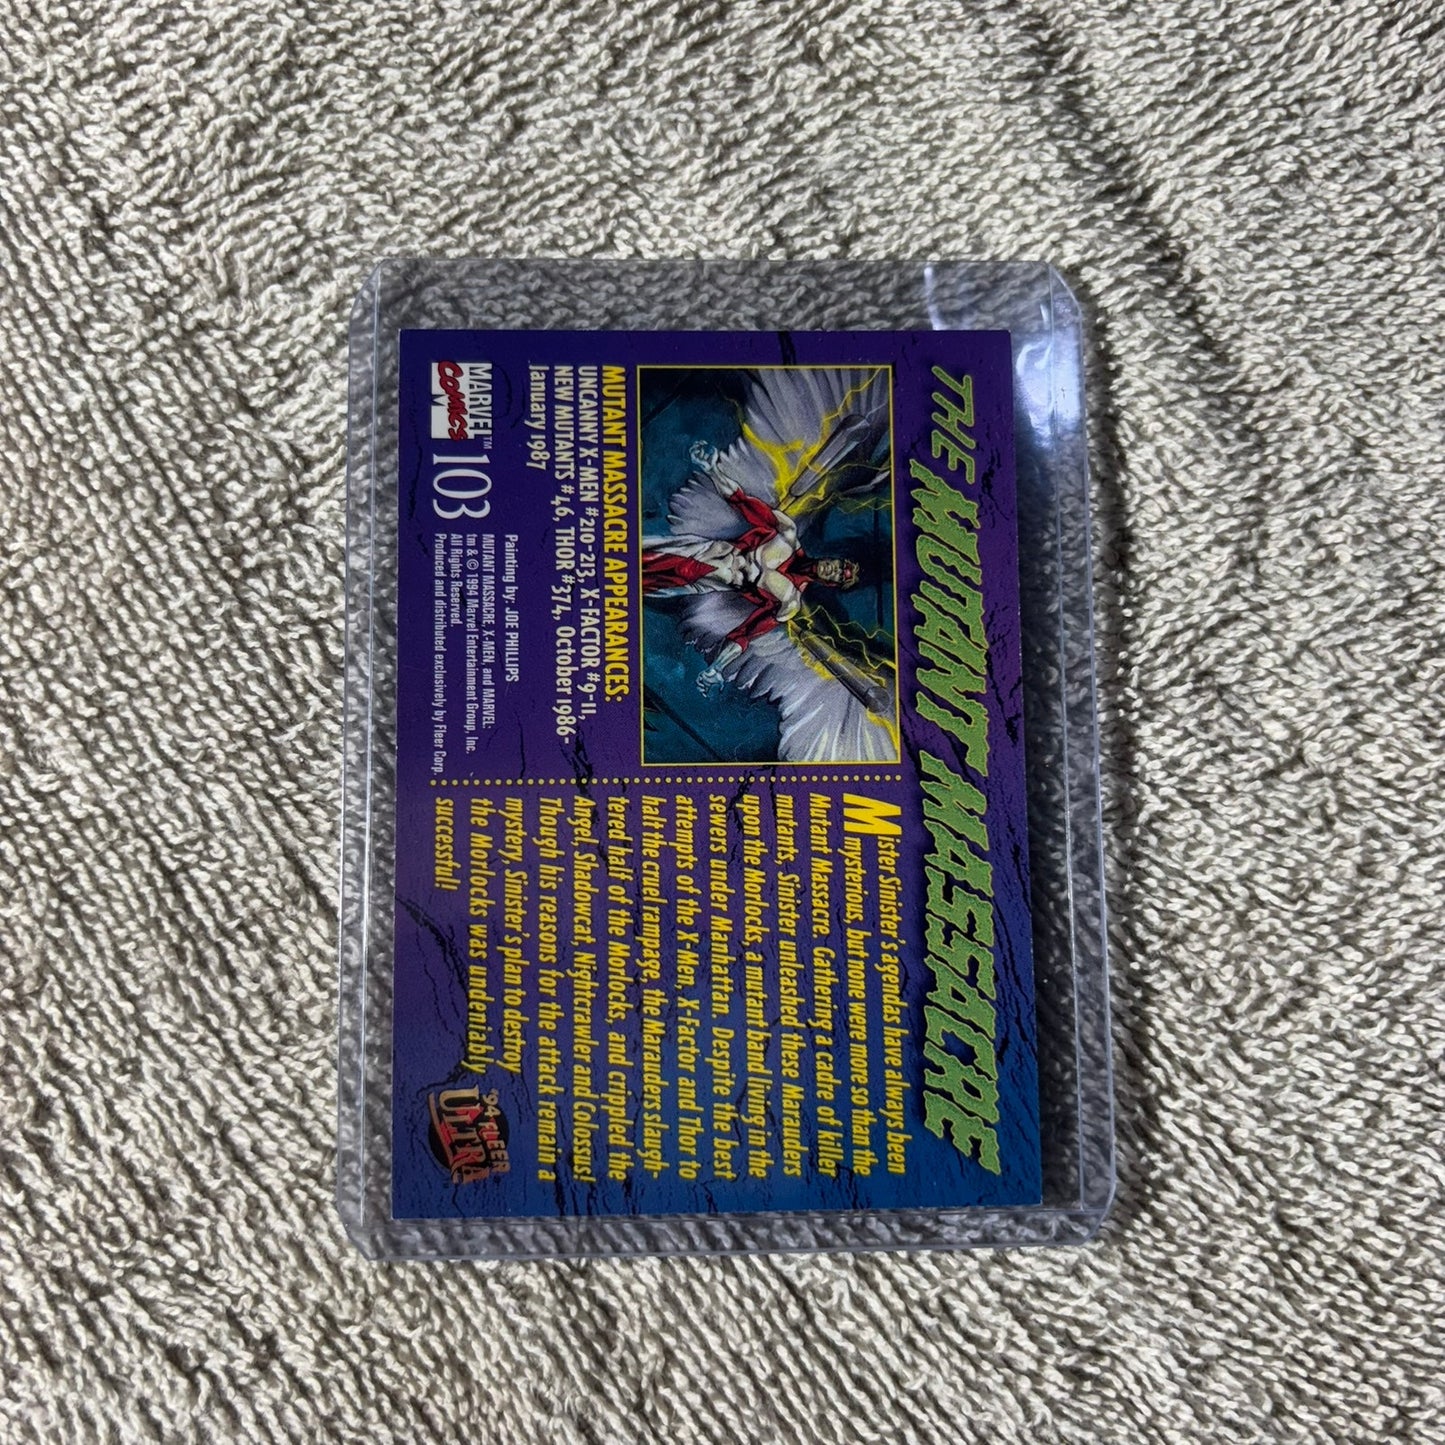 THE MUTANT MASSACRE
MUTANT MASSACRE APPEARANCES:
UNCANNY X-MEN #210-213, X-FACTOR #9-11,
NEW MUTANTS #46, THOR #374, October 1986-
January 1987
Painting by: JOE PHILLIPS
MARVEL™
COMICS
103
MUTANT MASSACRE, X-MEN, and MARVEL:
tm & © 1994 Marvel Entertainment Group, Inc.
All Rights Reserved.
Produced and distributed exclusively by Fleer Corp.
Mister Sinister's agendas have always been
mysterious, but none were more so than the
Mutant Massacre. Gathering a cadre of killer
mutants, Sinister unleashed these Marauders
upon the Morlocks, a mutant band living in the
sewers under Manhattan. Despite the best
attempts of the X-Men, X-Factor and Thor to
halt the cruel rampage, the Marauders slaugh-
tered half of the Morlocks, and crippled the
Angel, Shadowcat, Nightcrawler and Colossus!
Though his reasons for the attack remain a
mystery, Sinister's plan to destroy
the Morlocks was undeniably
successful!
'94 FLEER
ULTRA™